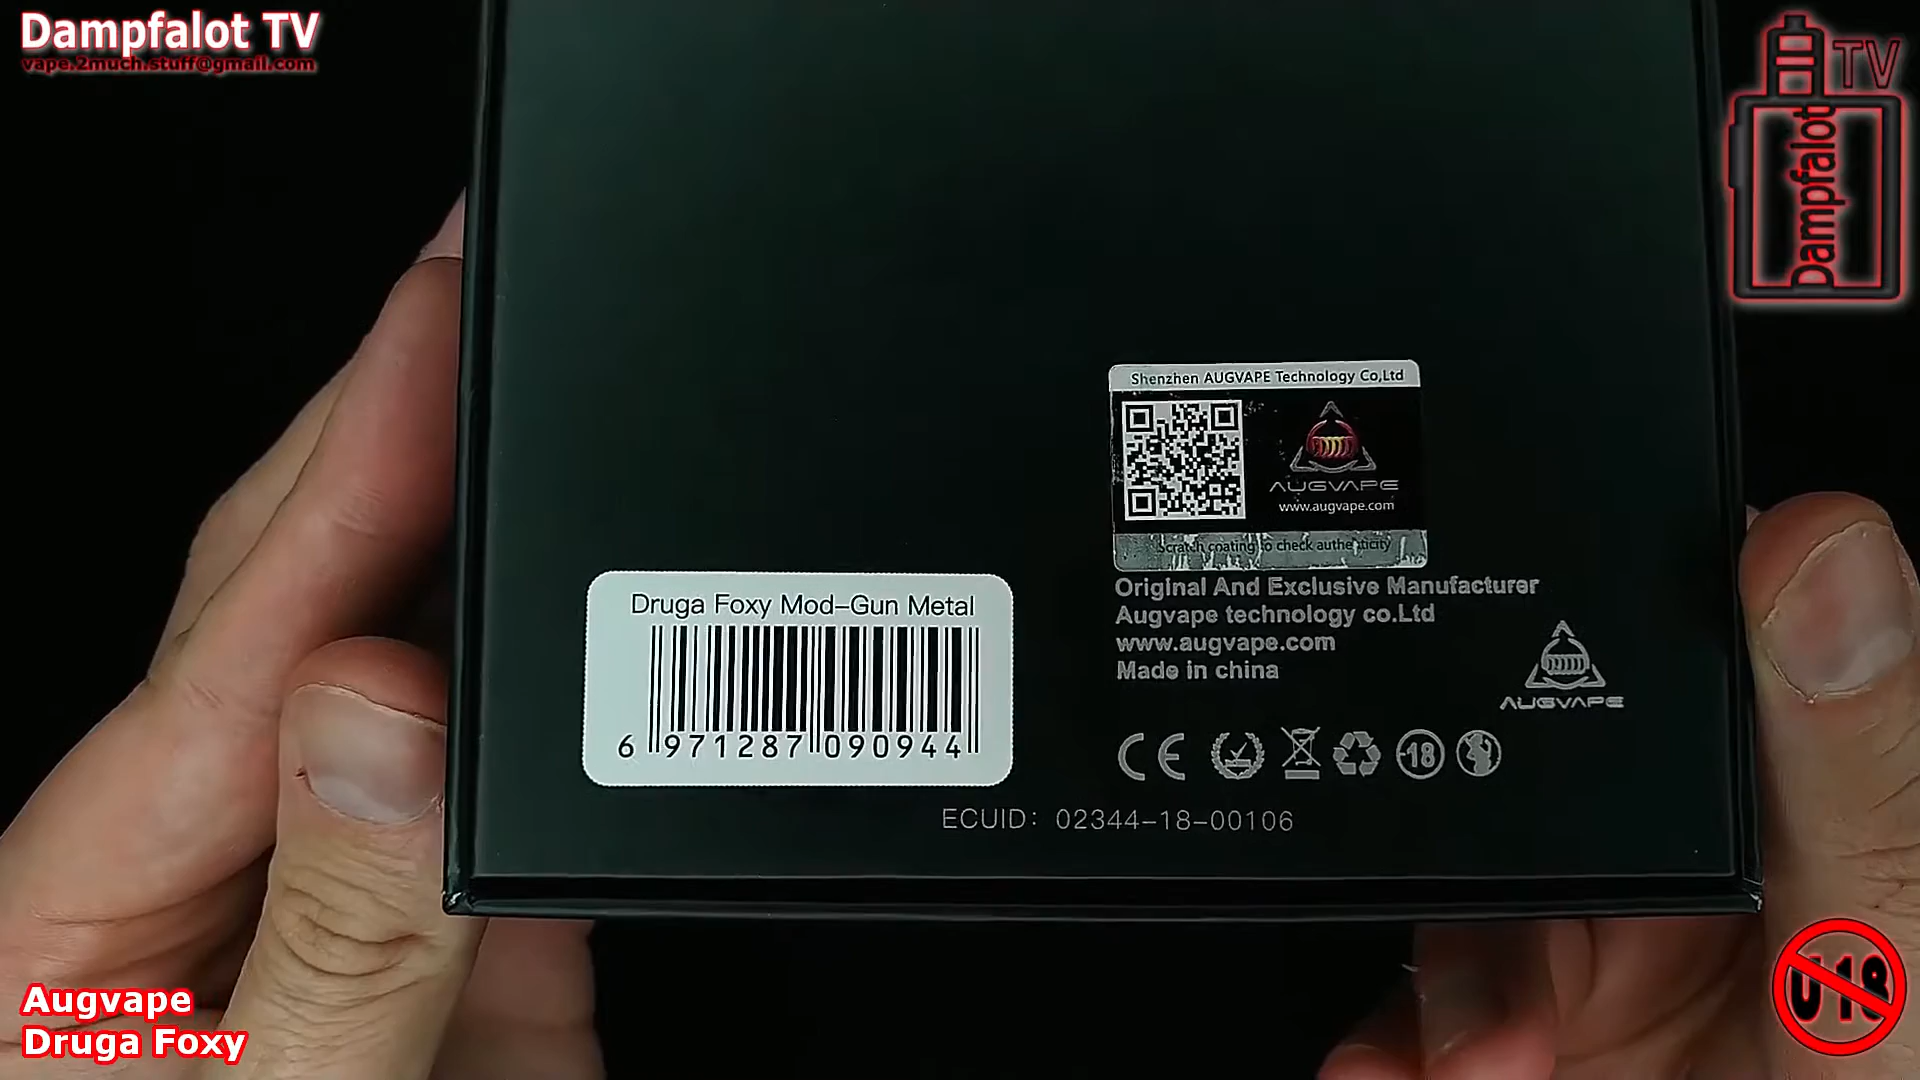 Dampfalot TV
vape.2much.stuff@gmail.com
TV
Dampfalot
Shenzhen AUGVAPE Technology Co,Ltd
AUGVAPE
www.augvape.com
Scratch coating to check authenticity
Druga Foxy Mod-Gun Metal
6 971287 090944
Original And Exclusive Manufacturer
Augvape technology co.Ltd
www.augvape.com
Made in china
AUGVAPE
CE
-18
ECUID: 02344-18-00106
Augvape
Druga Foxy
U18